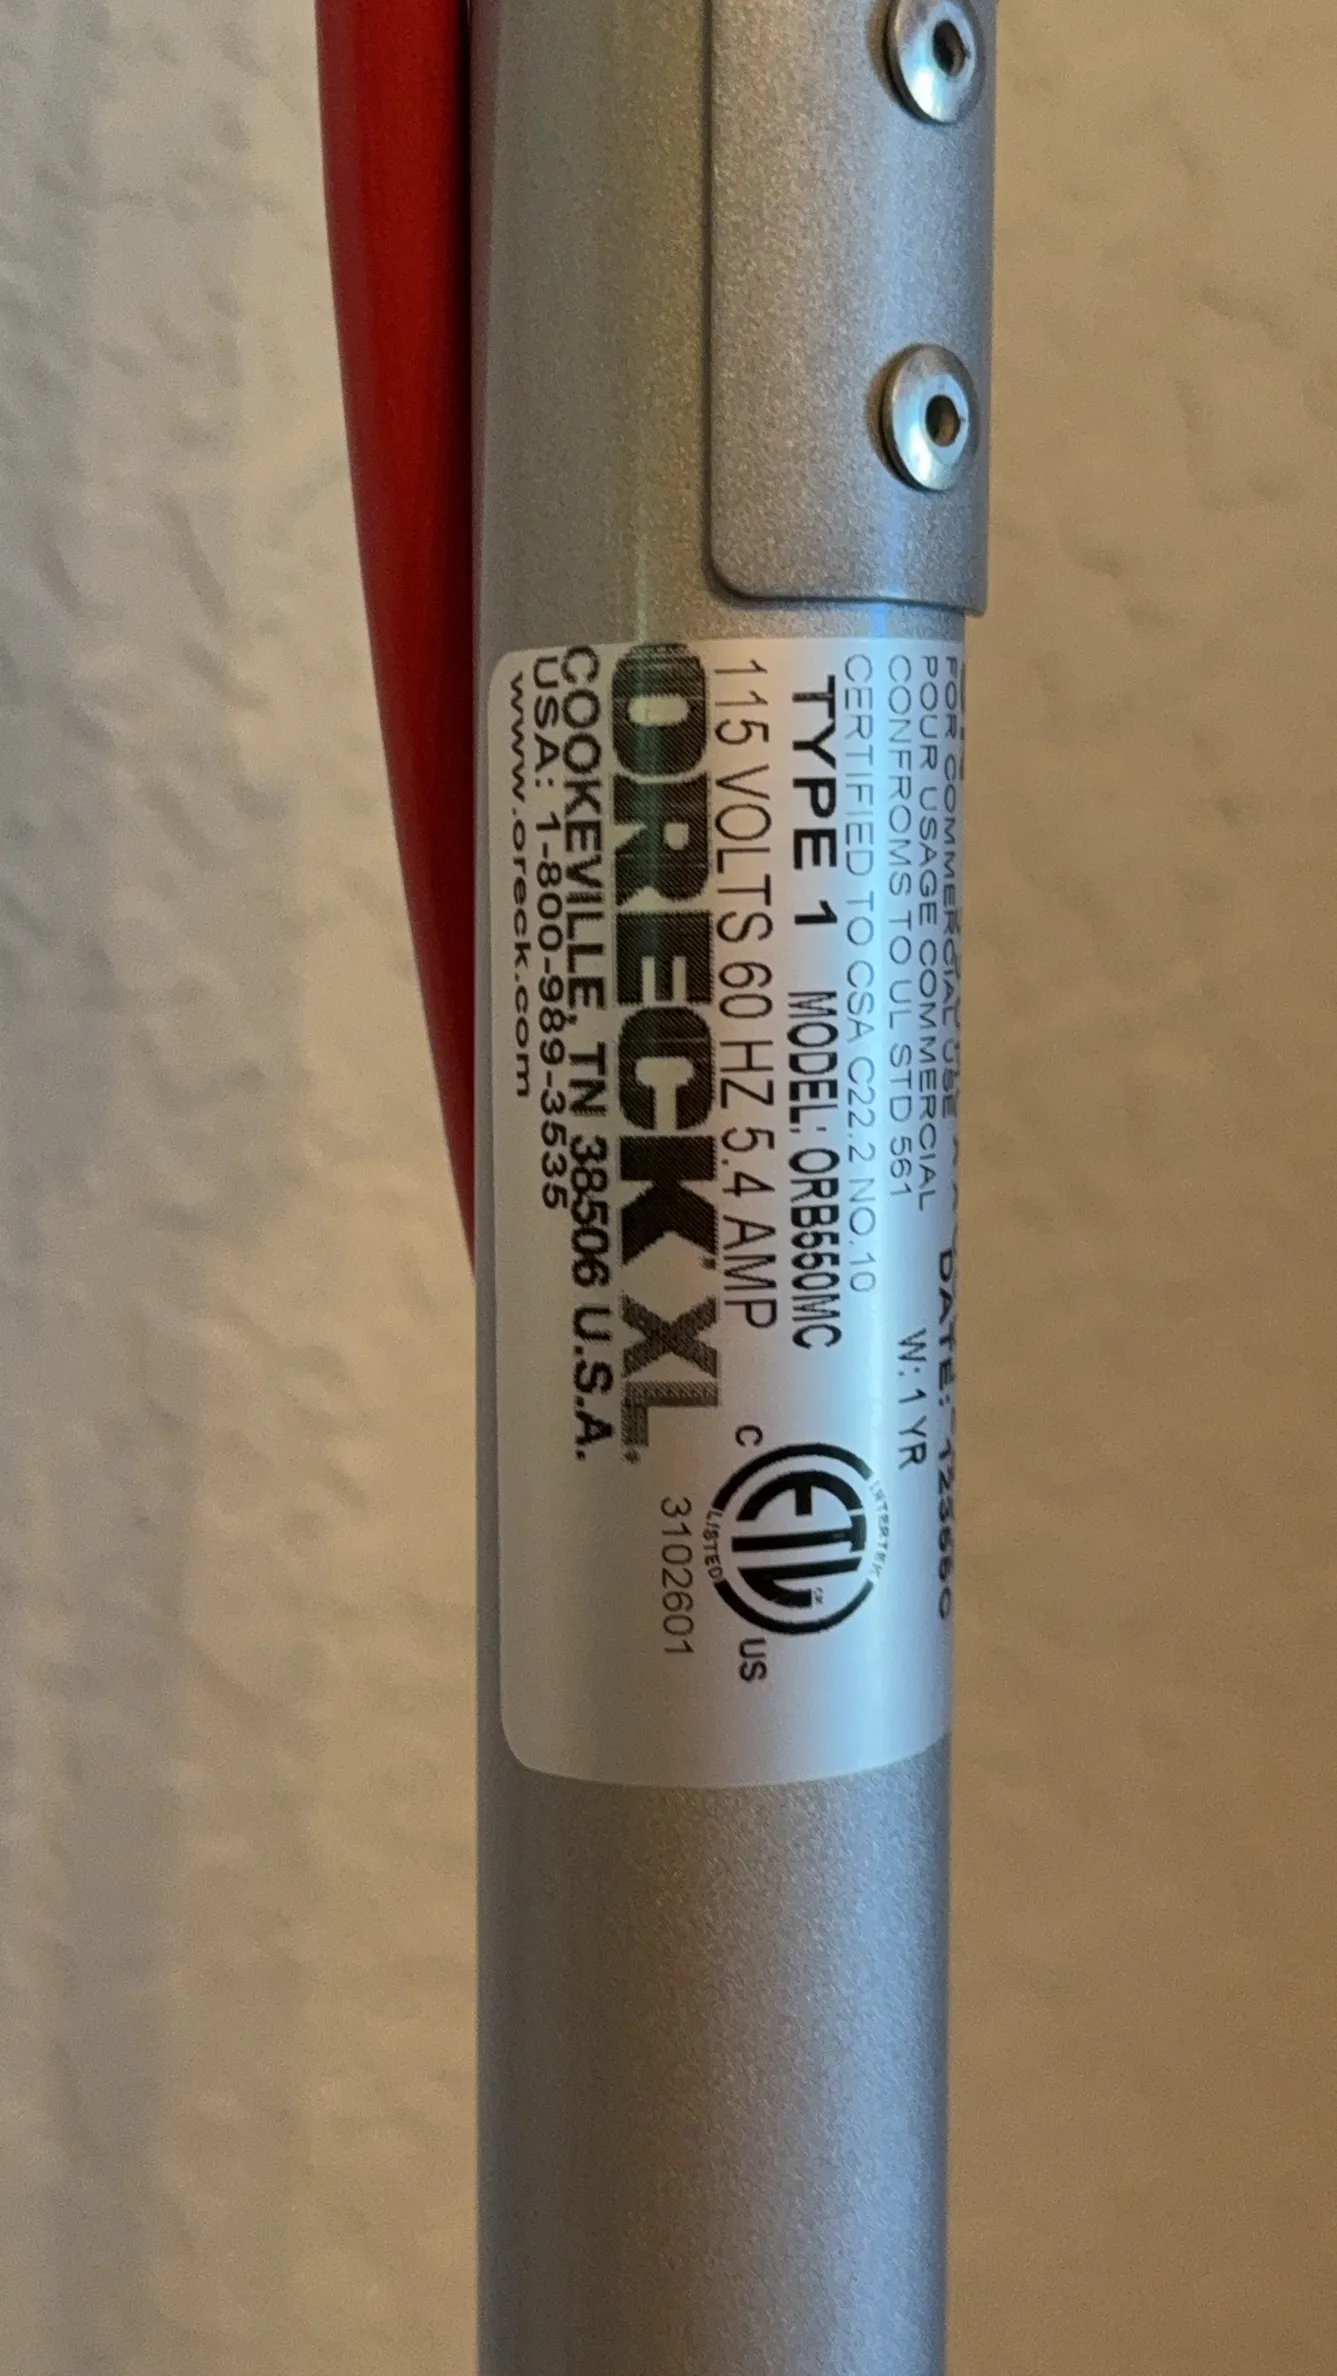 FOR COMMERCIAL USE
POUR USAGE COMMERCIAL
CONFROMS TO UL STD 561
W: 1 YR
CERTIFIED TO CSA C22.2 NO.10
TYPE 1 MODEL: ORB550MC
115 VOLTS 60 HZ 5.4 AMP
C ETL US
INTERTEK
LISTED
3102601
ORECK XL
COOKEVILLE, TN 38506 U.S.A.
USA: 1-800-989-3535
www.oreck.com